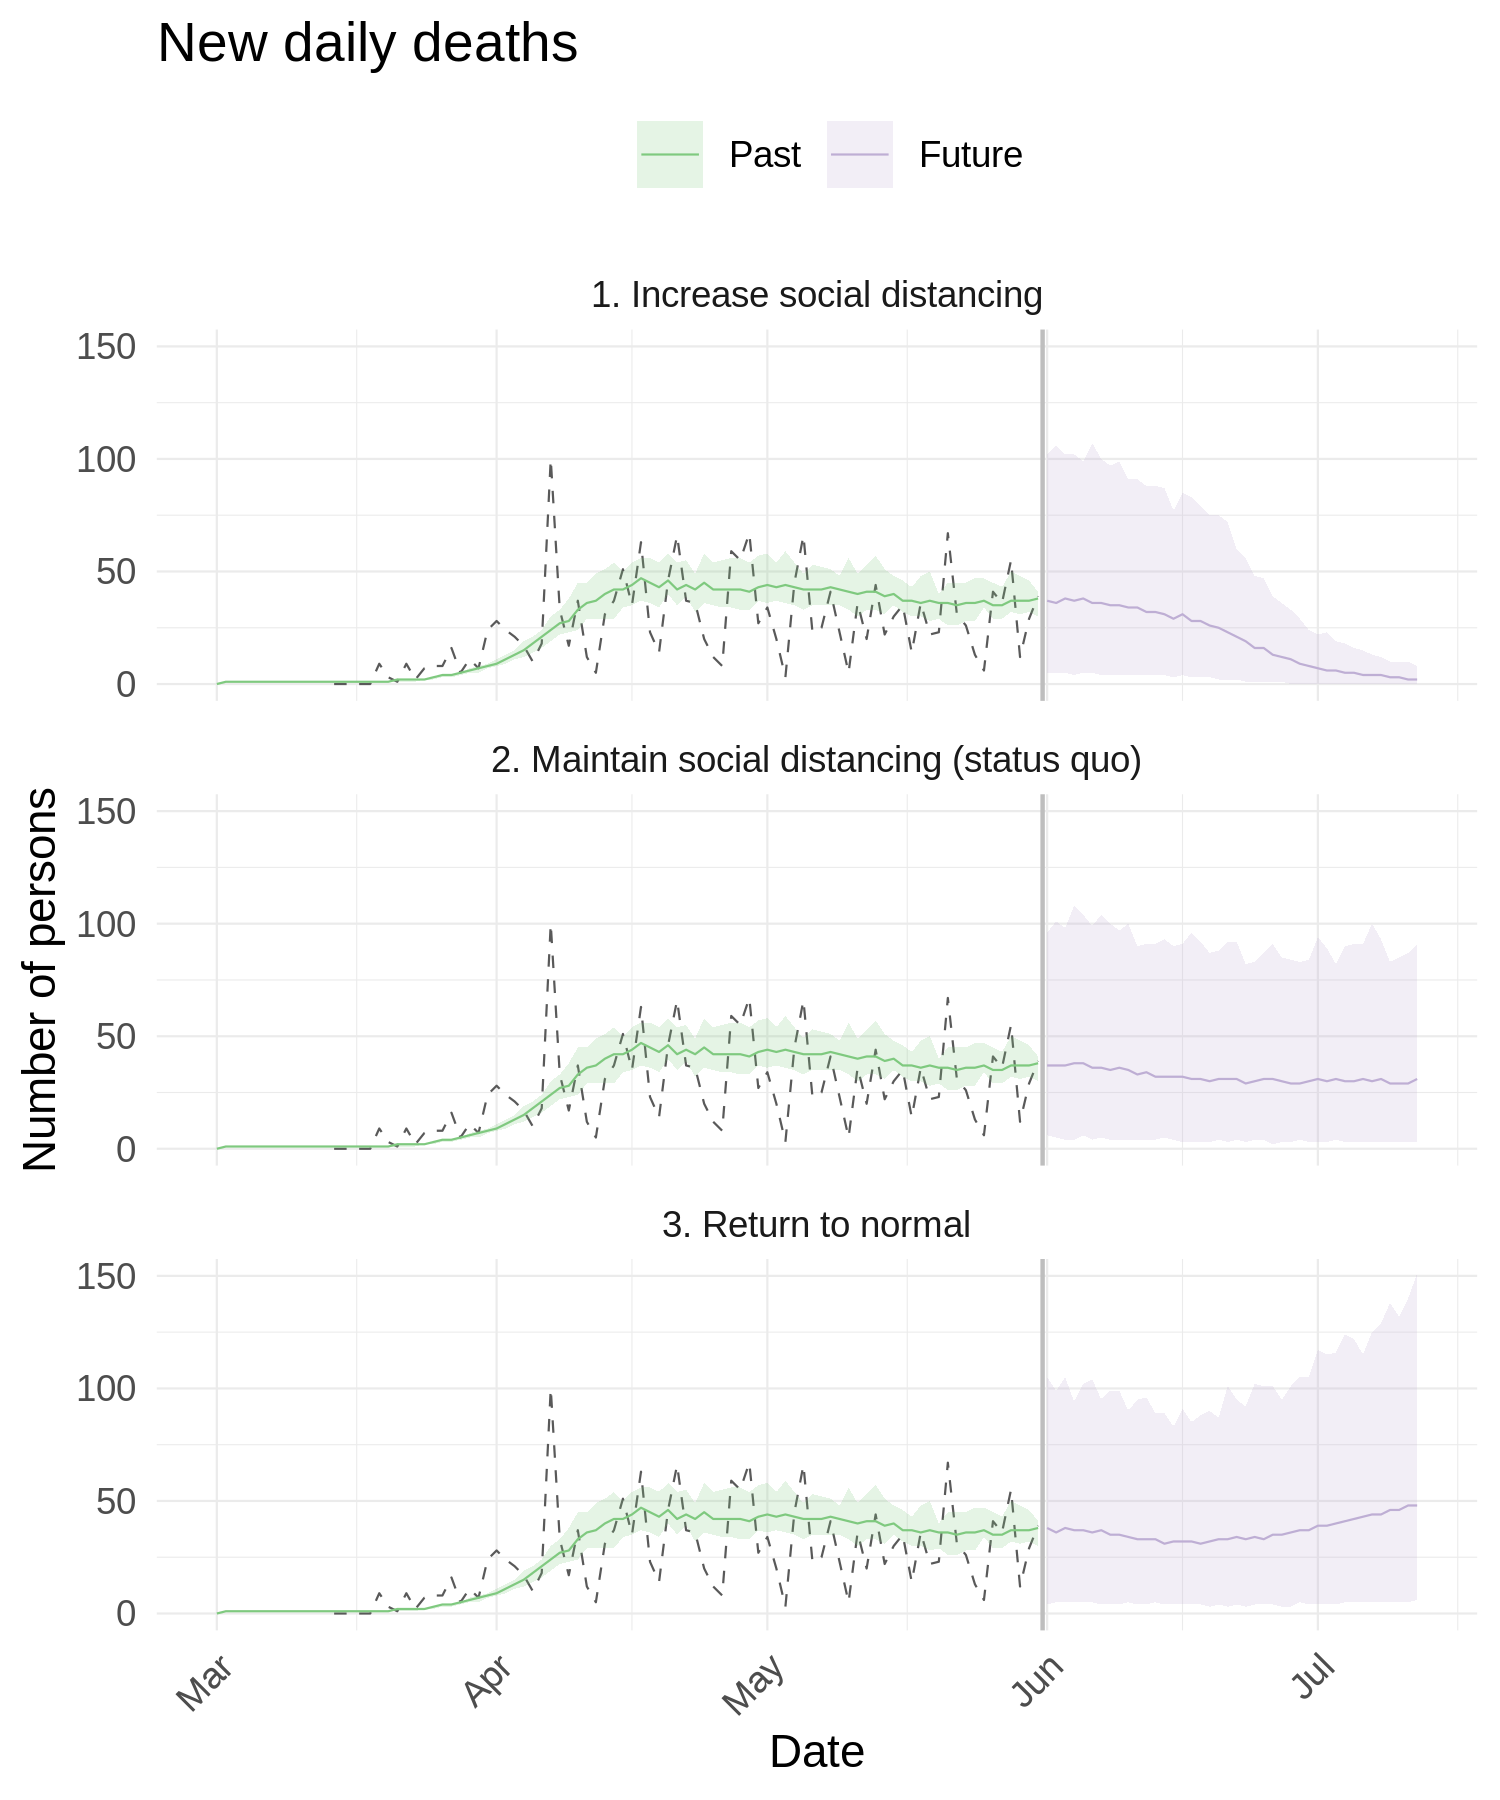 New daily deaths
Past Future
1. Increase social distancing
150
100
50
0
2. Maintain social distancing (status quo)
150
100
50
0
Number of persons
3. Return to normal
150
100
50
0
Mar Apr May Jun Jul
Date